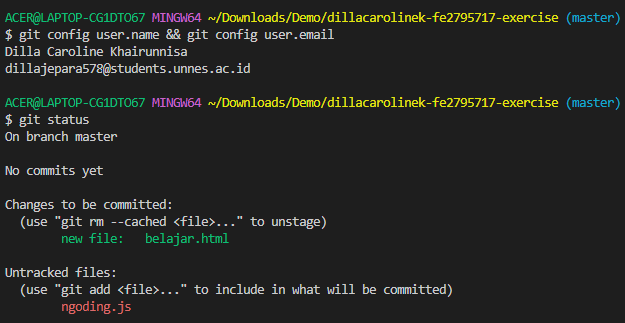 ACER@LAPTOP-CG1DTO67 MINGW64 ~/Downloads/Demo/dillacarolinek-fe2795717-exercise (master)
$ git config user.name && git config user.email
Dilla Caroline Khairunnisa
dillajepara578@students.unnes.ac.id
ACER@LAPTOP-CG1DTO67 MINGW64 ~/Downloads/Demo/dillacarolinek-fe2795717-exercise (master)
$ git status
On branch master
No commits yet
Changes to be committed:
(use "git rm --cached <file>..." to unstage)
new file: belajar.html
Untracked files:
(use "git add <file>..." to include in what will be committed)
ngoding.js